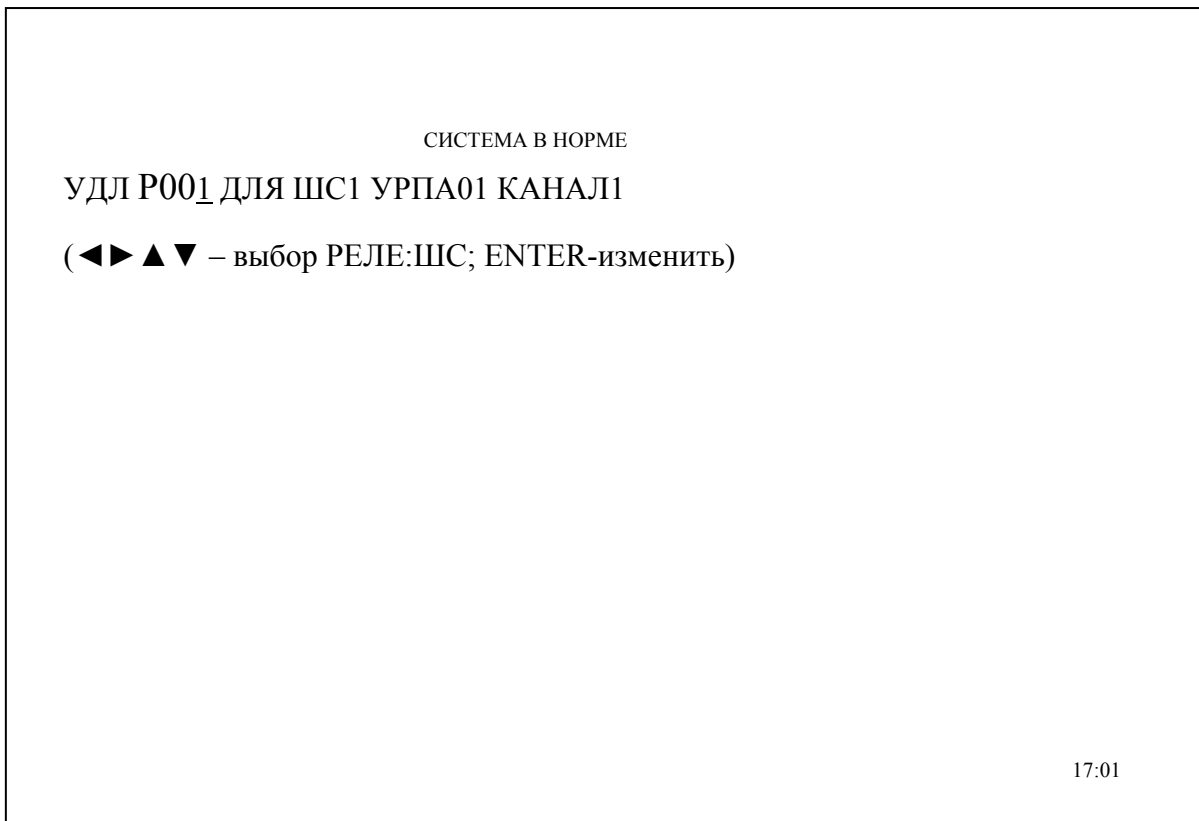 СИСТЕМА В НОРМЕ
УДЛ Р001 ДЛЯ ШС1 УРПА01 КАНАЛ1
(◄► ▲ ▼ – выбор РЕЛЕ:ШС; ENTER-изменить)
17:01